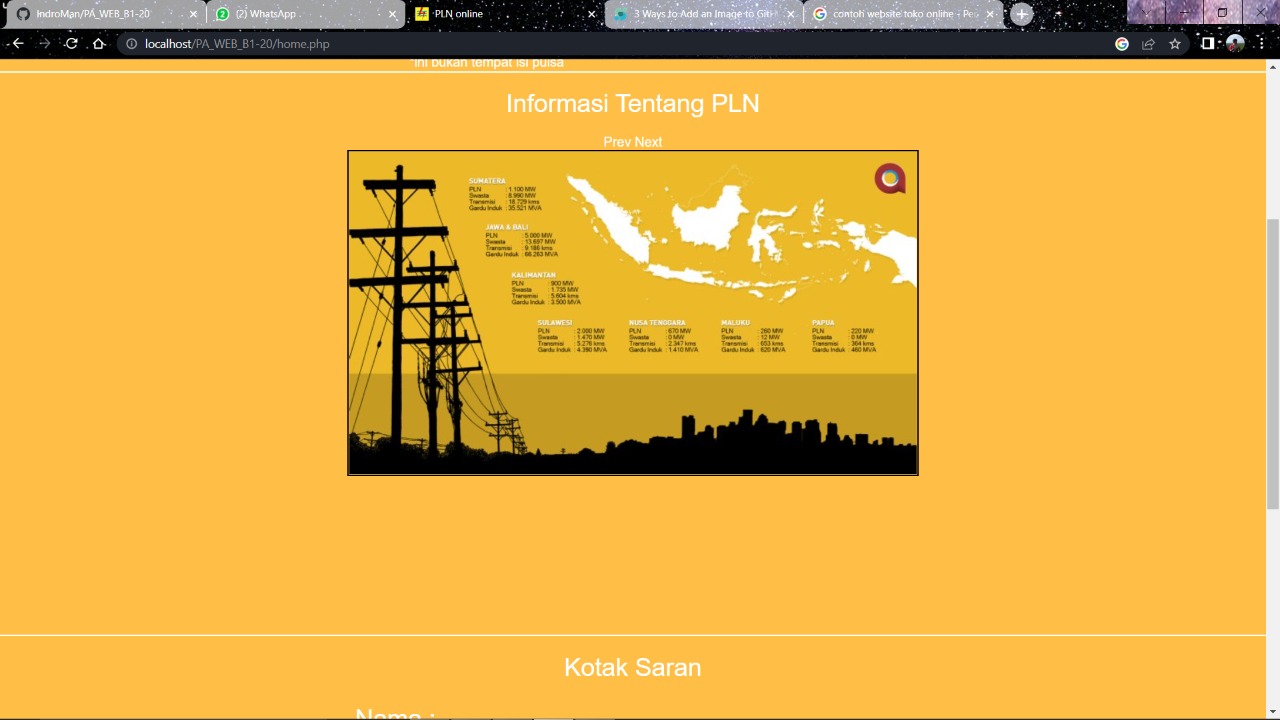 IndroMan/PA_WEB_B1-20
(2) WhatsApp
PLN online
3 Ways to Add an Image to Git
contoh website toko online - Pe
localhost/PA_WEB_B1-20/home.php
*ini bukan tempat isi pulsa
Informasi Tentang PLN
Prev Next
SUMATERA
PLN : 1.100 MW
Swasta : 8.990 MW
Transmisi : 18.729 kms
Gardu Induk : 35.521 MVA
JAWA & BALI
PLN : 5.000 MW
Swasta : 13.697 MW
Transmisi : 9.186 kms
Gardu Induk : 66.263 MVA
KALIMANTAN
PLN : 900 MW
Swasta : 1.735 MW
Transmisi : 5.604 kms
Gardu Induk : 3.500 MVA
SULAWESI
PLN : 2.080 MW
Swasta : 1.470 MW
Transmisi : 5.276 kms
Gardu Induk : 4.390 MVA
NUSA TENGGARA
PLN : 670 MW
Swasta : 0 MW
Transmisi : 2.347 kms
Gardu Induk : 1.410 MVA
MALUKU
PLN : 260 MW
Swasta : 12 MW
Transmisi : 653 kms
Gardu Induk : 620 MVA
PAPUA
PLN : 220 MW
Swasta : 0 MW
Transmisi : 364 kms
Gardu Induk : 460 MVA
Kotak Saran
Nama :